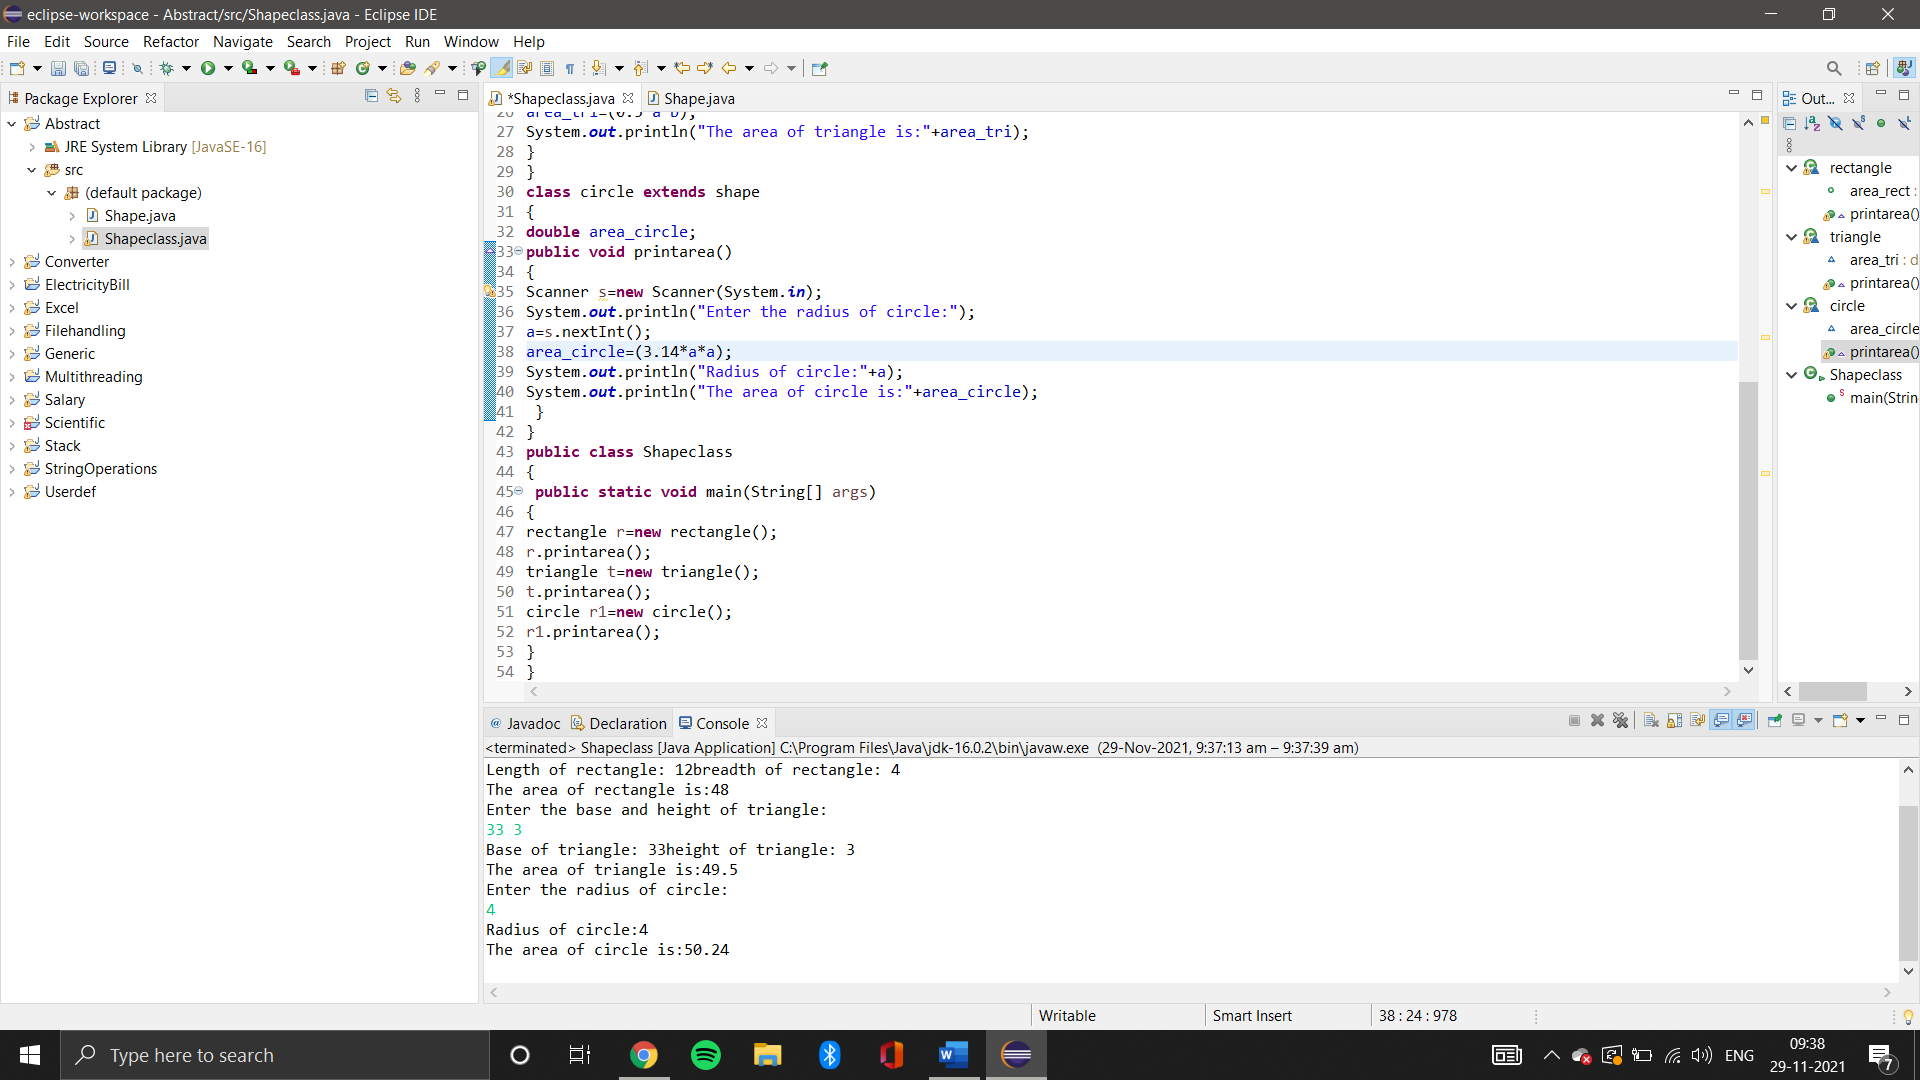 eclipse-workspace - Abstract/src/Shapeclass.java - Eclipse IDE
File Edit Source Refactor Navigate Search Project Run Window Help
Package Explorer
Abstract
JRE System Library [JavaSE-16]
src
(default package)
Shape.java
Shapeclass.java
Converter
ElectricityBill
Excel
Filehandling
Generic
Multithreading
Salary
Scientific
Stack
StringOperations
Userdef
*Shapeclass.java Shape.java
27 System.out.println("The area of triangle is:"+area_tri);
28 }
29 }
30 class circle extends shape
31 {
32 double area_circle;
33 public void printarea()
34 {
35 Scanner s=new Scanner(System.in);
36 System.out.println("Enter the radius of circle:");
37 a=s.nextInt();
38 area_circle=(3.14*a*a);
39 System.out.println("Radius of circle:"+a);
40 System.out.println("The area of circle is:"+area_circle);
41 }
42 }
43 public class Shapeclass
44 {
45 public static void main(String[] args)
46 {
47 rectangle r=new rectangle();
48 r.printarea();
49 triangle t=new triangle();
50 t.printarea();
51 circle r1=new circle();
52 r1.printarea();
53 }
54 }
Out...
rectangle
area_rect :
printarea()
triangle
area_tri : d
printarea()
circle
area_circle
printarea()
Shapeclass
main(Strin
@ Javadoc Declaration Console
<terminated> Shapeclass [Java Application] C:\Program Files\Java\jdk-16.0.2\bin\javaw.exe (29-Nov-2021, 9:37:13 am – 9:37:39 am)
Length of rectangle: 12breadth of rectangle: 4
The area of rectangle is:48
Enter the base and height of triangle:
33 3
Base of triangle: 33height of triangle: 3
The area of triangle is:49.5
Enter the radius of circle:
4
Radius of circle:4
The area of circle is:50.24
Writable Smart Insert 38 : 24 : 978
Type here to search
ENG
09:38
29-11-2021
7